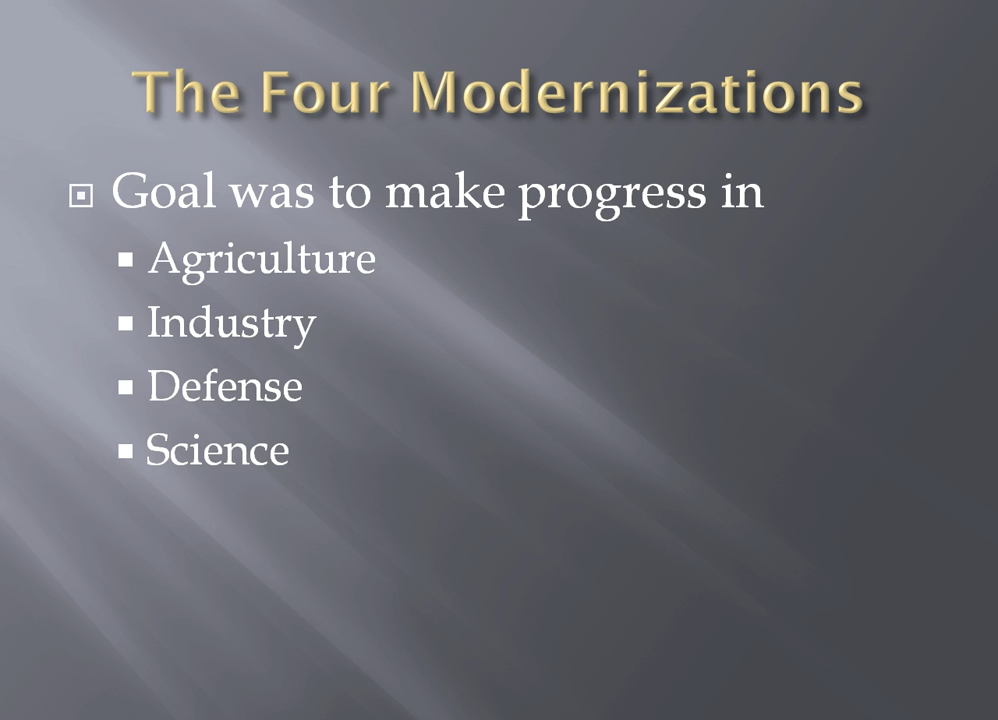 The Four Modernizations
Goal was to make progress in
Agriculture
Industry
Defense
Science